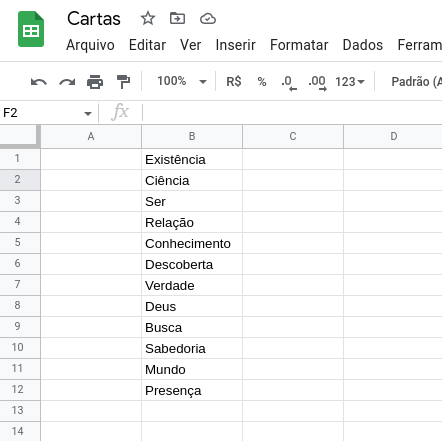 Cartas
Arquivo Editar Ver Inserir Formatar Dados Ferram
100% R$ % .0 .00 123 Padrão (A
F2 fx
A B C D
1 Existência
2 Ciência
3 Ser
4 Relação
5 Conhecimento
6 Descoberta
7 Verdade
8 Deus
9 Busca
10 Sabedoria
11 Mundo
12 Presença
13
14